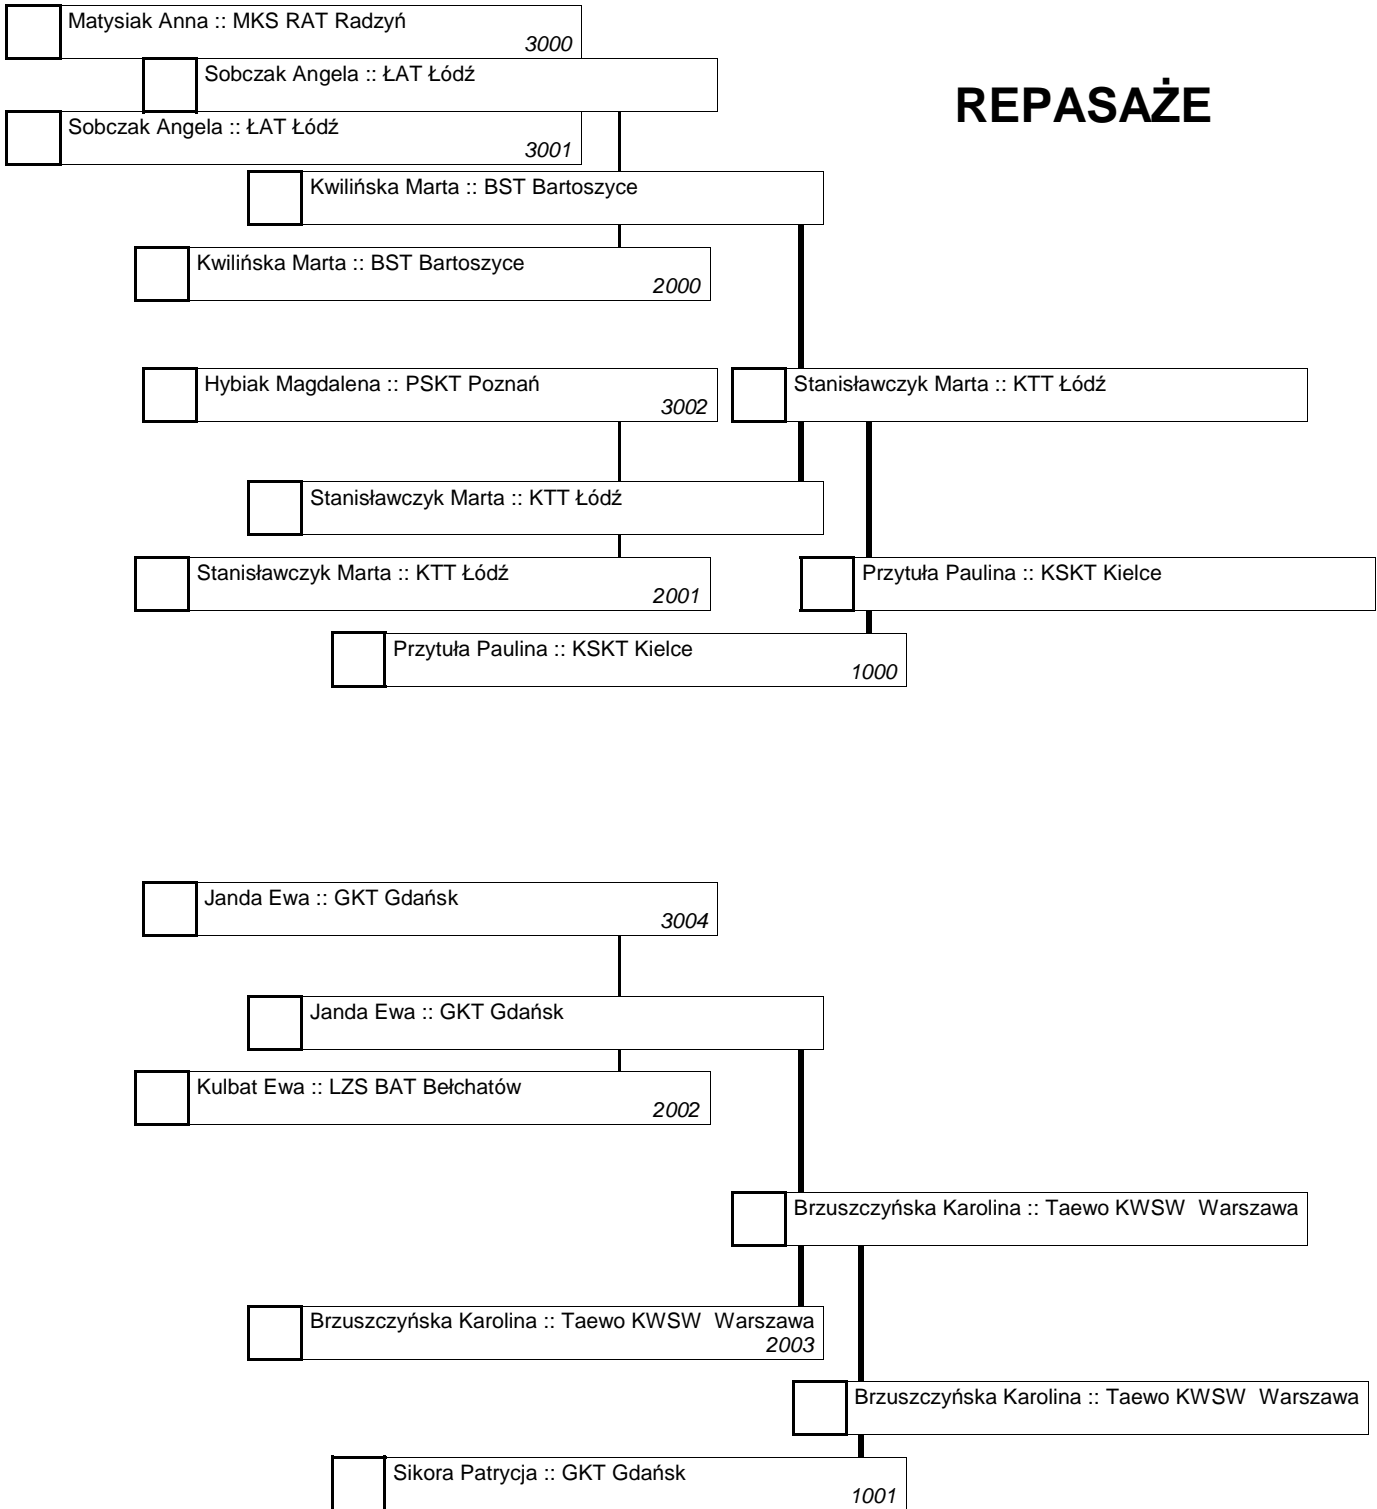 Matysiak Anna :: MKS RAT Radzyń
3000
Sobczak Angela :: ŁAT Łódź
REPASAŻE
Sobczak Angela :: ŁAT Łódź
3001
Kwilińska Marta :: BST Bartoszyce
Kwilińska Marta :: BST Bartoszyce
2000
Hybiak Magdalena :: PSKT Poznań
3002
Stanisławczyk Marta :: KTT Łódź
Stanisławczyk Marta :: KTT Łódź
Stanisławczyk Marta :: KTT Łódź
2001
Przytuła Paulina :: KSKT Kielce
Przytuła Paulina :: KSKT Kielce
1000
Janda Ewa :: GKT Gdańsk
3004
Janda Ewa :: GKT Gdańsk
Kulbat Ewa :: LZS BAT Bełchatów
2002
Brzuszczyńska Karolina :: Taewo KWSW  Warszawa
Brzuszczyńska Karolina :: Taewo KWSW  Warszawa
2003
Brzuszczyńska Karolina :: Taewo KWSW  Warszawa
Sikora Patrycja :: GKT Gdańsk
1001